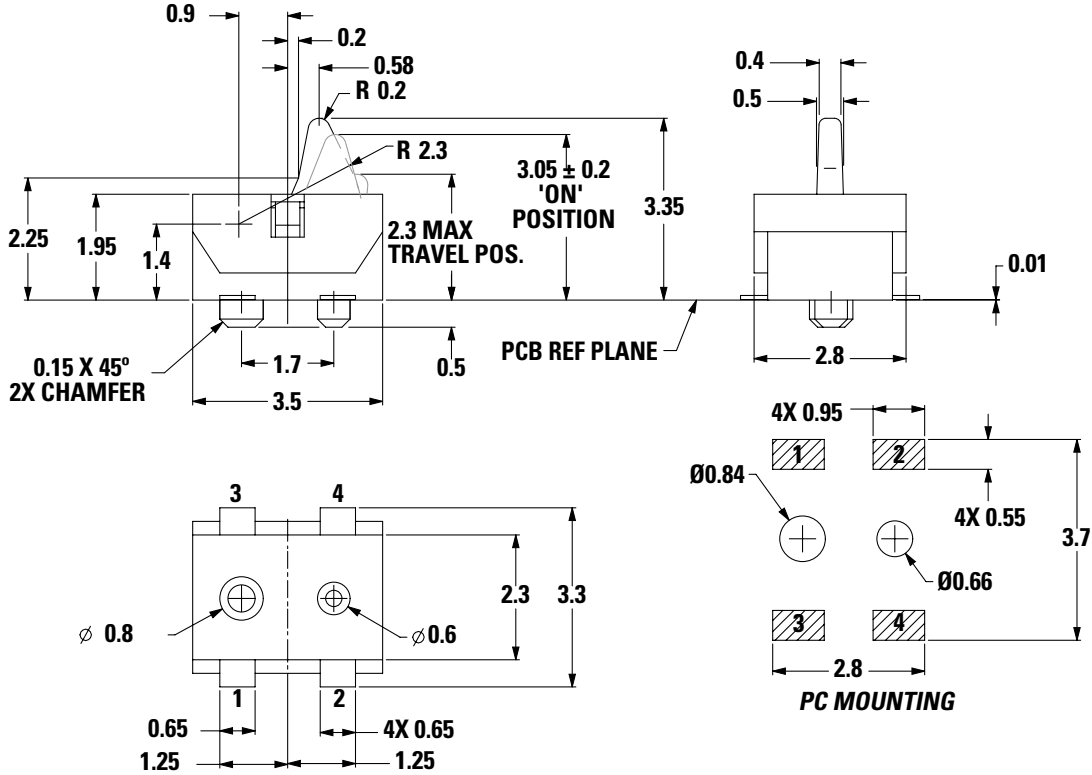 0.9
0.2
0.58
R 0.2
R 2.3
3.05 ± 0.2
'ON'
POSITION
3.35
2.25
1.95
1.4
2.3 MAX
TRAVEL POS.
0.15 X 45º
2X CHAMFER
1.7
0.5
3.5
PCB REF PLANE
0.4
0.5
0.01
2.8
3
4
2.3
3.3
⌀ 0.8
⌀ 0.6
1
2
0.65
4X 0.65
1.25
1.25
4X 0.95
1
2
Ø0.84
4X 0.55
3.7
Ø0.66
3
4
2.8
PC MOUNTING